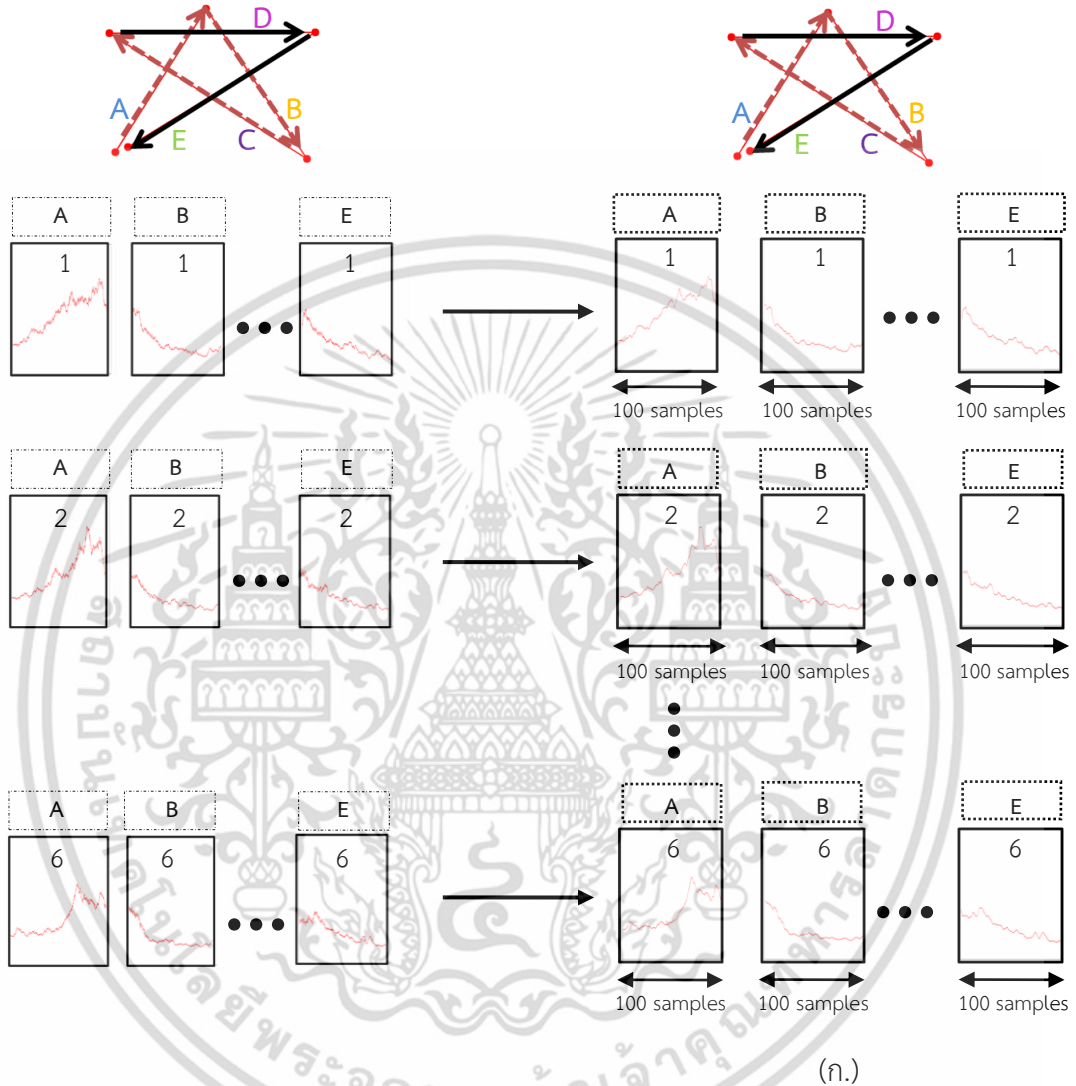 D D
A B A B
E C E C
A B E A B E
1 1 1 1 1 1
100 samples 100 samples 100 samples
A B E A B E
2 2 2 2 2 2
100 samples 100 samples 100 samples
A B E A B E
6 6 6 6 6 6
100 samples 100 samples 100 samples
(ก.)